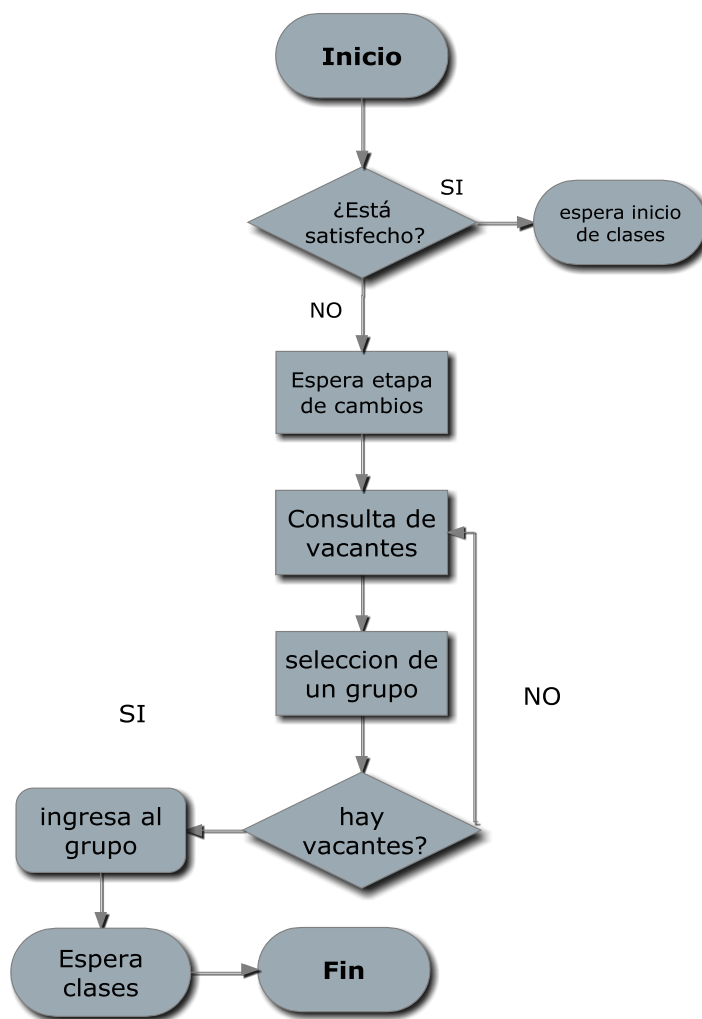 Inicio
¿Está
satisfecho?
SI
espera inicio
de clases
NO
Espera etapa
de cambios
Consulta de
vacantes
seleccion de
un grupo
NO
SI
hay
vacantes?
ingresa al
grupo
Espera
clases
Fin